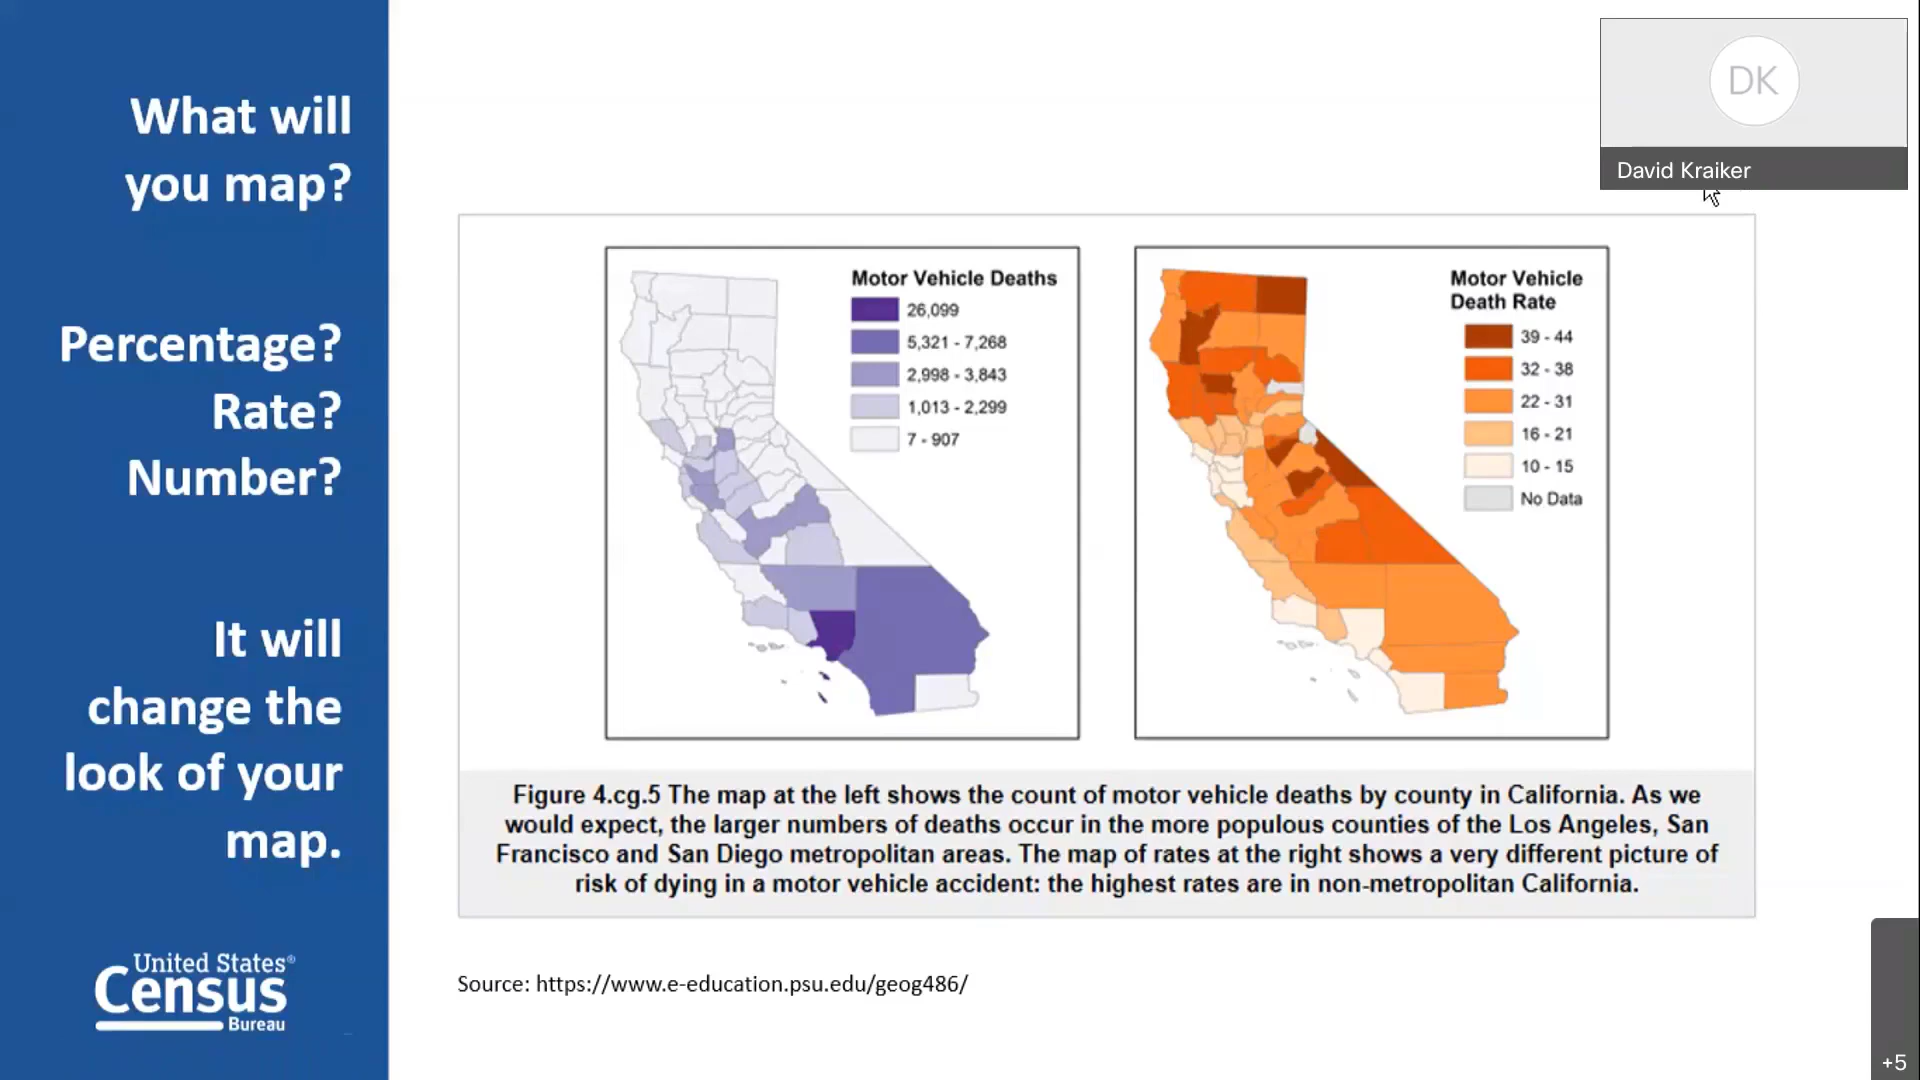 What will
you map?
Percentage?
Rate?
Number?
It will
change the
look of your
map.
United States®
Census
Bureau
DK
David Kraiker
Motor Vehicle Deaths
26,099
5,321 - 7,268
2,998 - 3,843
1,013 - 2,299
7 - 907
Motor Vehicle
Death Rate
39 - 44
32 - 38
22 - 31
16 - 21
10 - 15
No Data
Figure 4.cg.5 The map at the left shows the count of motor vehicle deaths by county in California. As we
would expect, the larger numbers of deaths occur in the more populous counties of the Los Angeles, San
Francisco and San Diego metropolitan areas. The map of rates at the right shows a very different picture of
risk of dying in a motor vehicle accident: the highest rates are in non-metropolitan California.
Source: https://www.e-education.psu.edu/geog486/
+5